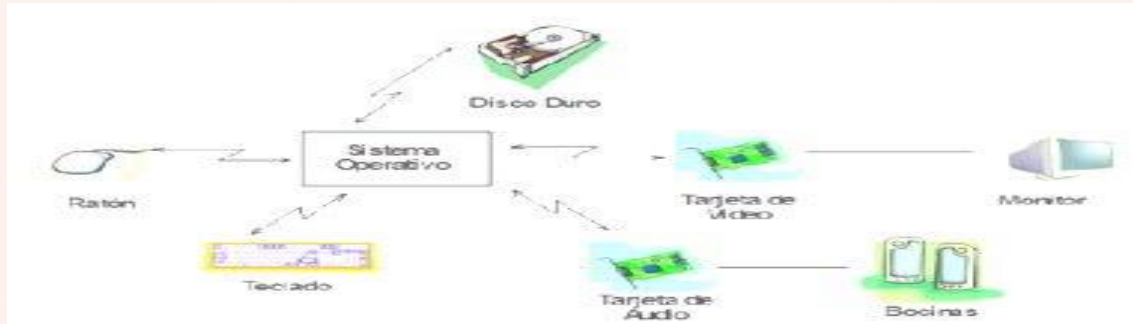 Disco Duro
Sistema
Operativo
Ratón
Tarjeta de
Video
Monitor
Teclado
Tarjeta de
Audio
Bocinas